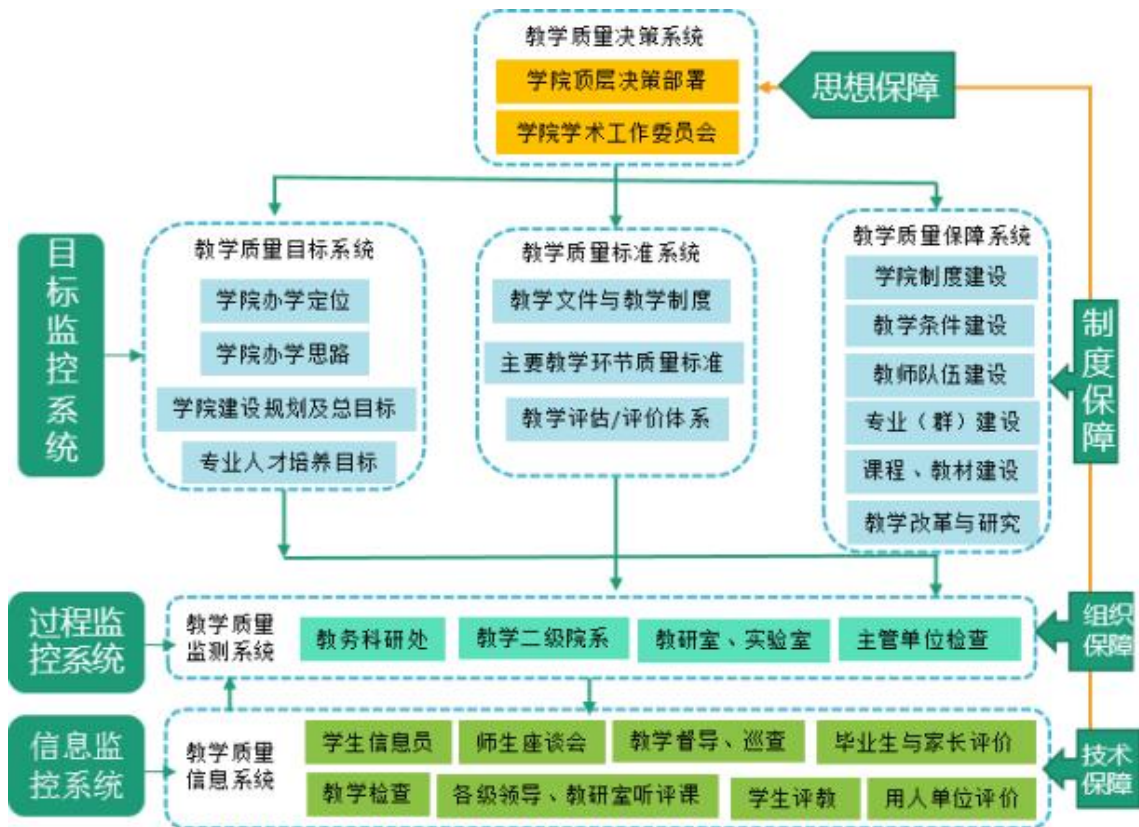 教学质量决策系统
学院顶层决策部署
学院学术工作委员会
思想保障
目标监控系统
教学质量目标系统
学院办学定位
学院办学思路
学院建设规划及总目标
专业人才培养目标
教学质量标准系统
教学文件与教学制度
主要教学环节质量标准
教学评估/评价体系
教学质量保障系统
学院制度建设
教学条件建设
教师队伍建设
专业（群）建设
课程、教材建设
教学改革与研究
制度保障
过程监
控系统
教学质量
监测系统
教务科研处
教学二级院系
教研室、实验室
主管单位检查
组织
保障
信息监
控系统
教学质量
信息系统
学生信息员
师生座谈会
教学督导、巡查
毕业生与家长评价
教学检查
各级领导、教研室听评课
学生评教
用人单位评价
技术
保障